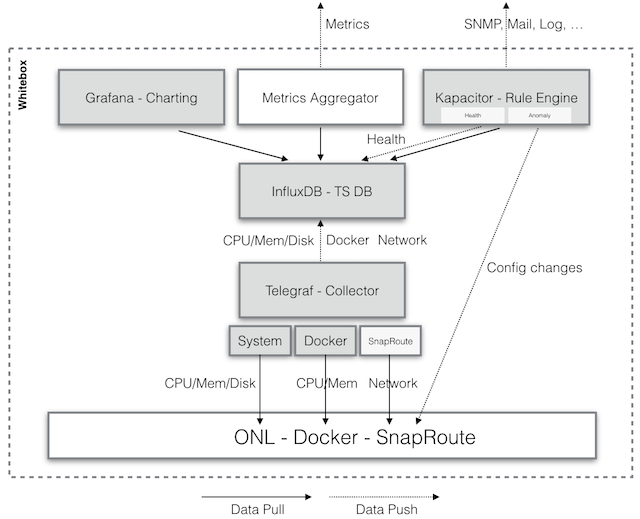 Metrics
SNMP, Mail, Log, ...
Whitebox
Grafana - Charting
Metrics Aggregator
Kapacitor - Rule Engine
Health
Anomaly
Health
InfluxDB - TS DB
CPU/Mem/Disk
Docker
Network
Config changes
Telegraf - Collector
System
Docker
SnapRoute
CPU/Mem/Disk
CPU/Mem
Network
ONL - Docker - SnapRoute
Data Pull
Data Push